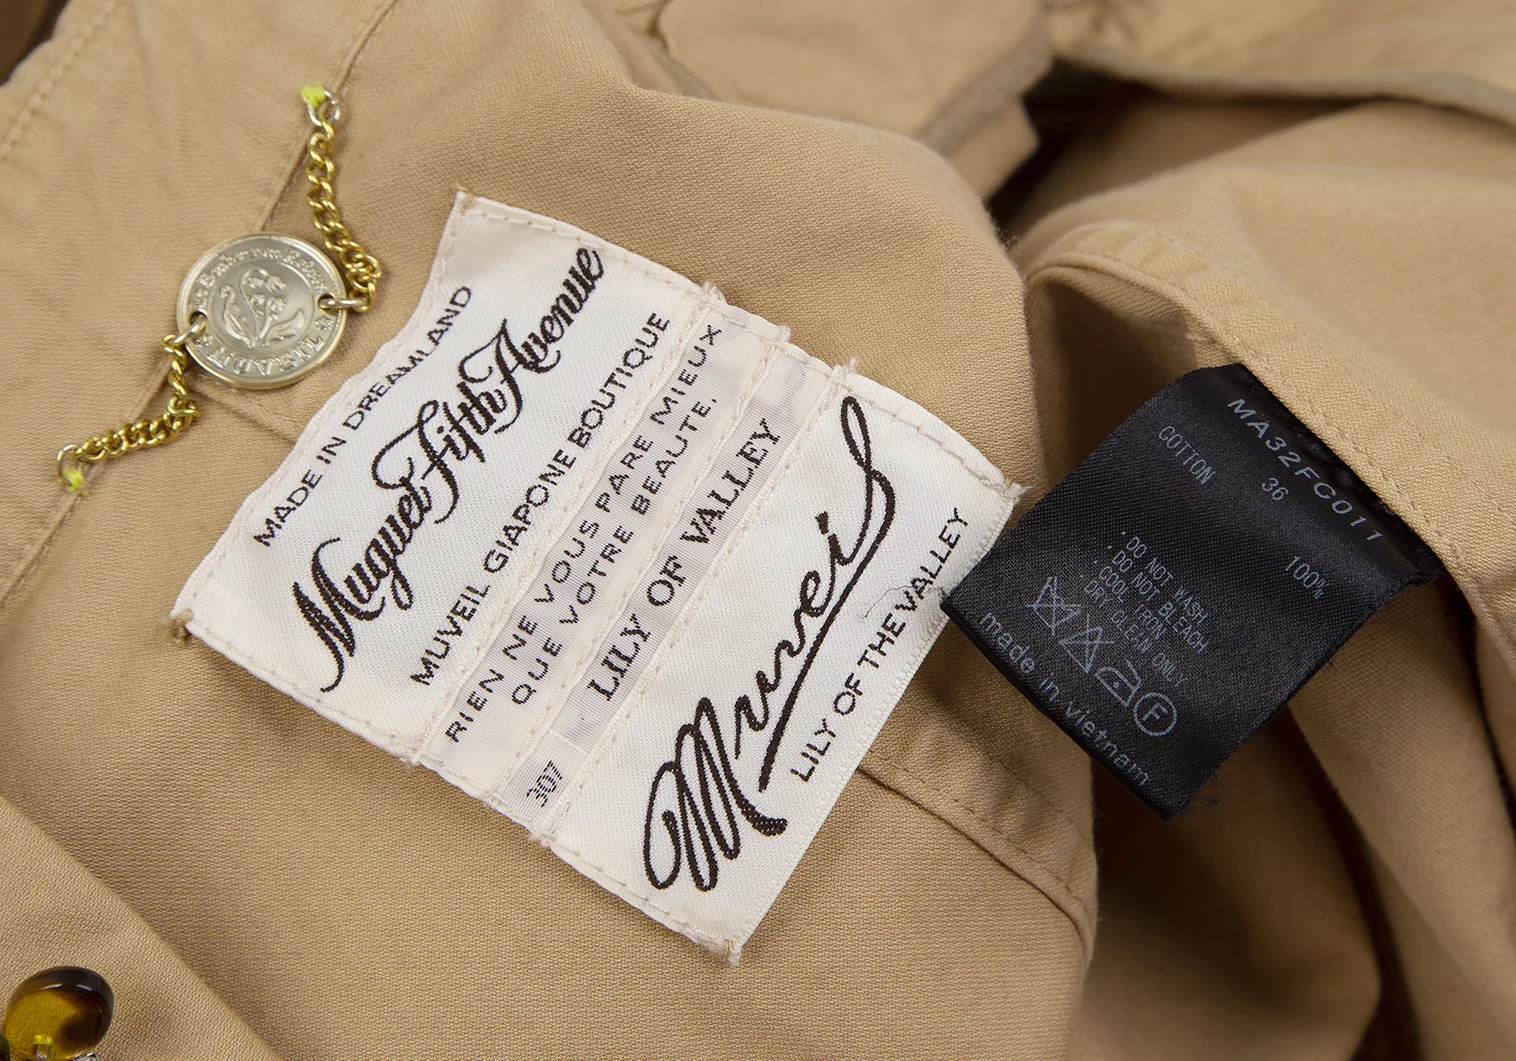 MADE IN DREAMLAND
Muguet Fifth Avenue
MUVEIL GIAPONE BOUTIQUE
RIEN NE VOUS PARE MIEUX
QUE VOTRE BEAUTE,
LILY OF VALLEY
307
Muveil
LILY OF THE VALLEY
MA32FC011
COTTON 36 100%
・DO NOT WASH
・DO NOT BLEACH
・COOL IRON
DRY CLEAN ONLY
F
made in vietnam